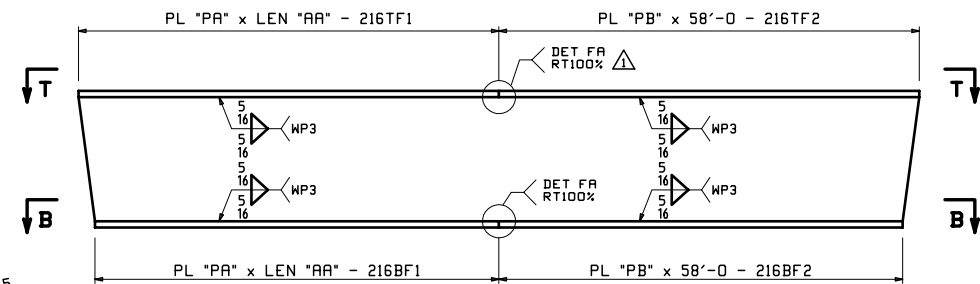 PL "PA" x LEN "AA" - 216TF1
PL "PB" x 58'-0 - 216TF2
DET FA
RT100% 1
T
T
5
16
5
16
WP3
5
16
5
16
WP3
5
16
5
16
WP3
5
16
5
16
WP3
DET FA
RT100%
B
B
PL "PA" x LEN "AA" - 216BF1
PL "PB" x 58'-0 - 216BF2
5